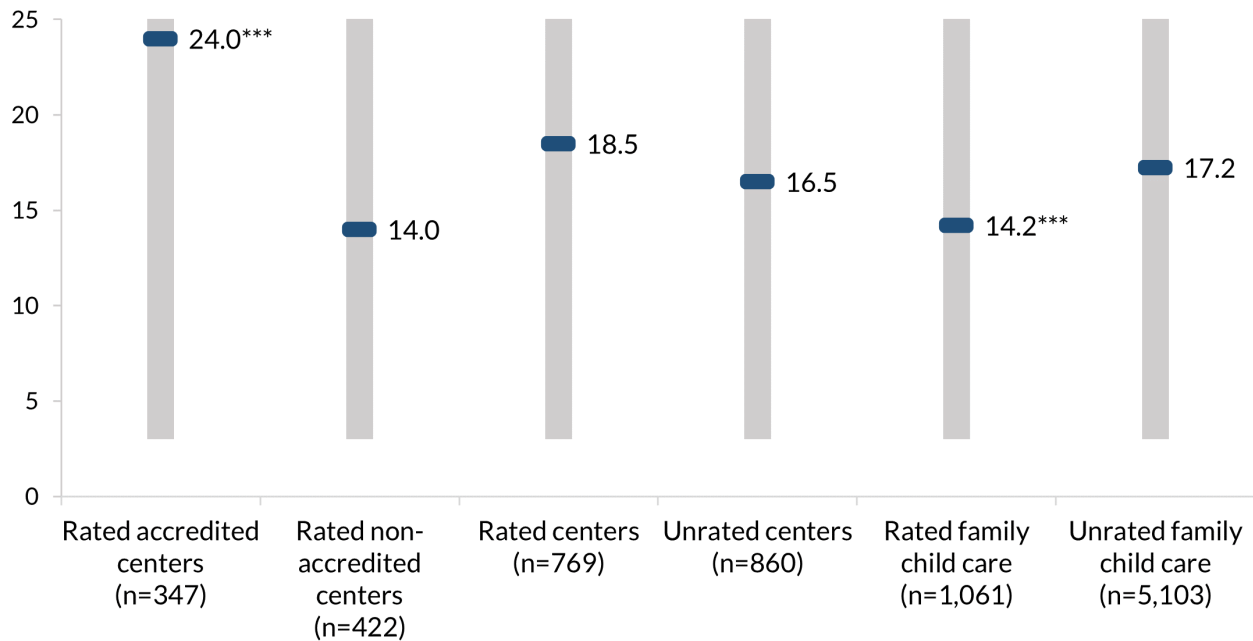 25
20
15
10
5
0
24.0***
14.0
18.5
16.5
14.2***
17.2
Rated accredited
centers
(n=347)
Rated non-
accredited
centers
(n=422)
Rated centers
(n=769)
Unrated centers
(n=860)
Rated family
child care
(n=1,061)
Unrated family
child care
(n=5,103)